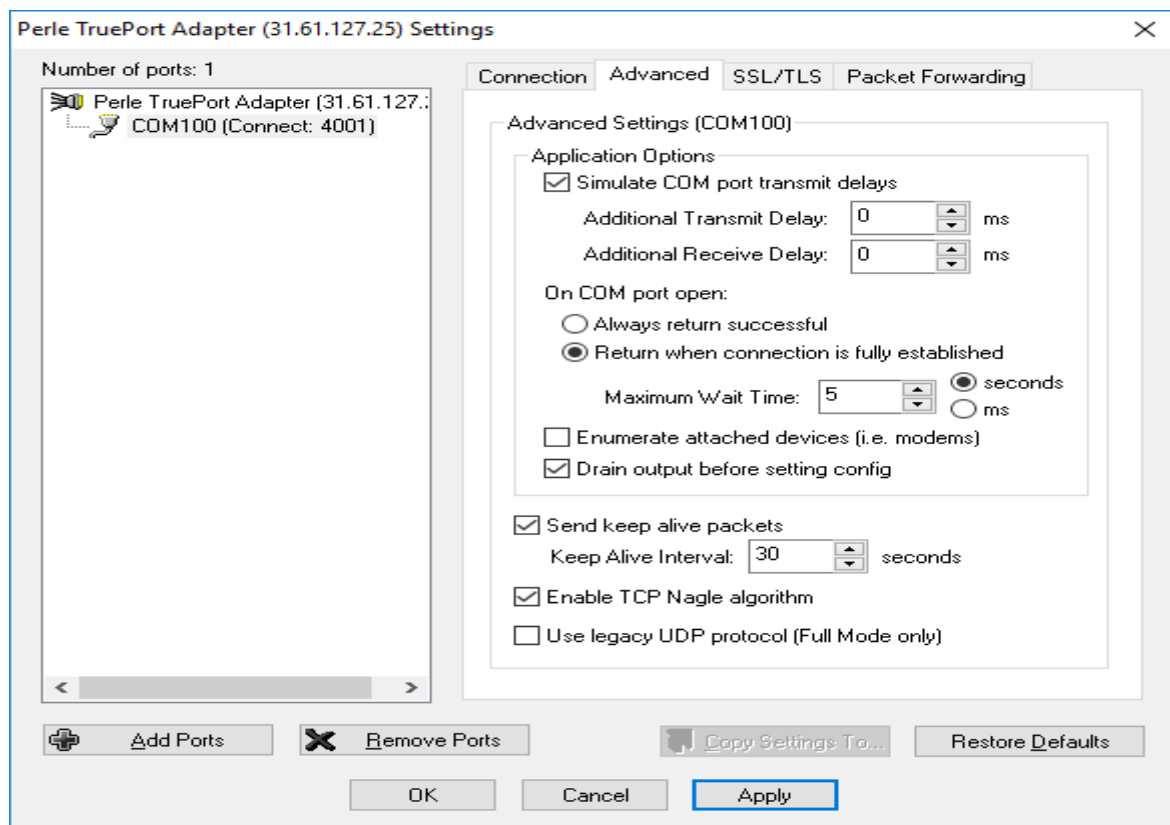 Perle TruePort Adapter (31.61.127.25) Settings
Number of ports: 1
Perle TruePort Adapter (31.61.127.:
COM100 (Connect: 4001)
Connection Advanced SSL/TLS Packet Forwarding
Advanced Settings (COM100)
Application Options
Simulate COM port transmit delays
Additional Transmit Delay: 0 ms
Additional Receive Delay: 0 ms
On COM port open:
Always return successful
Return when connection is fully established
Maximum Wait Time: 5 seconds
ms
Enumerate attached devices (i.e. modems)
Drain output before setting config
Send keep alive packets
Keep Alive Interval: 30 seconds
Enable TCP Nagle algorithm
Use legacy UDP protocol (Full Mode only)
Add Ports Remove Ports Copy Settings To... Restore Defaults
OK Cancel Apply